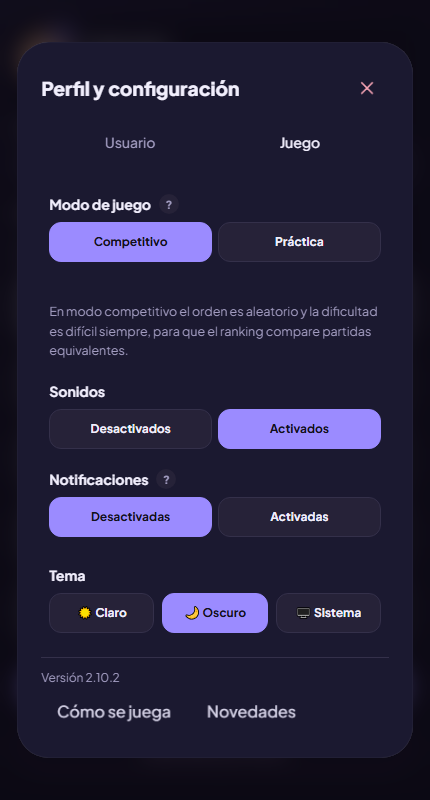 Perfil y configuración
Usuario
Juego
Modo de juego ?
Competitivo
Práctica
En modo competitivo el orden es aleatorio y la dificultad
es difícil siempre, para que el ranking compare partidas
equivalentes.
Sonidos
Desactivados
Activados
Notificaciones ?
Desactivadas
Activadas
Tema
Claro
Oscuro
Sistema
Versión 2.10.2
Cómo se juega
Novedades